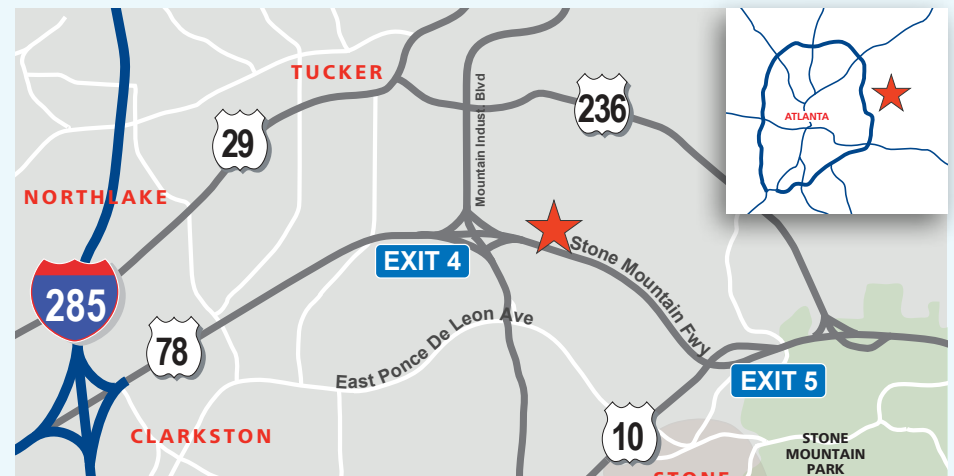 TUCKER
Mountain Indust. Blvd
236
ATLANTA
29
NORTHLAKE
EXIT 4
Stone Mountain Fwy
285
78
East Ponce De Leon Ave
EXIT 5
10
CLARKSTON
STONE
MOUNTAIN
PARK
STONE